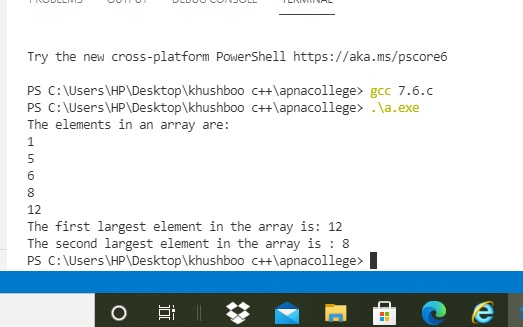 PROBLEMS OUTPUT DEBUG CONSOLE TERMINAL
Try the new cross-platform PowerShell https://aka.ms/pscore6
PS C:\Users\HP\Desktop\khushboo c++\apnacollege> gcc 7.6.c
PS C:\Users\HP\Desktop\khushboo c++\apnacollege> .\a.exe
The elements in an array are:
1
5
6
8
12
The first largest element in the array is: 12
The second largest element in the array is : 8
PS C:\Users\HP\Desktop\khushboo c++\apnacollege>